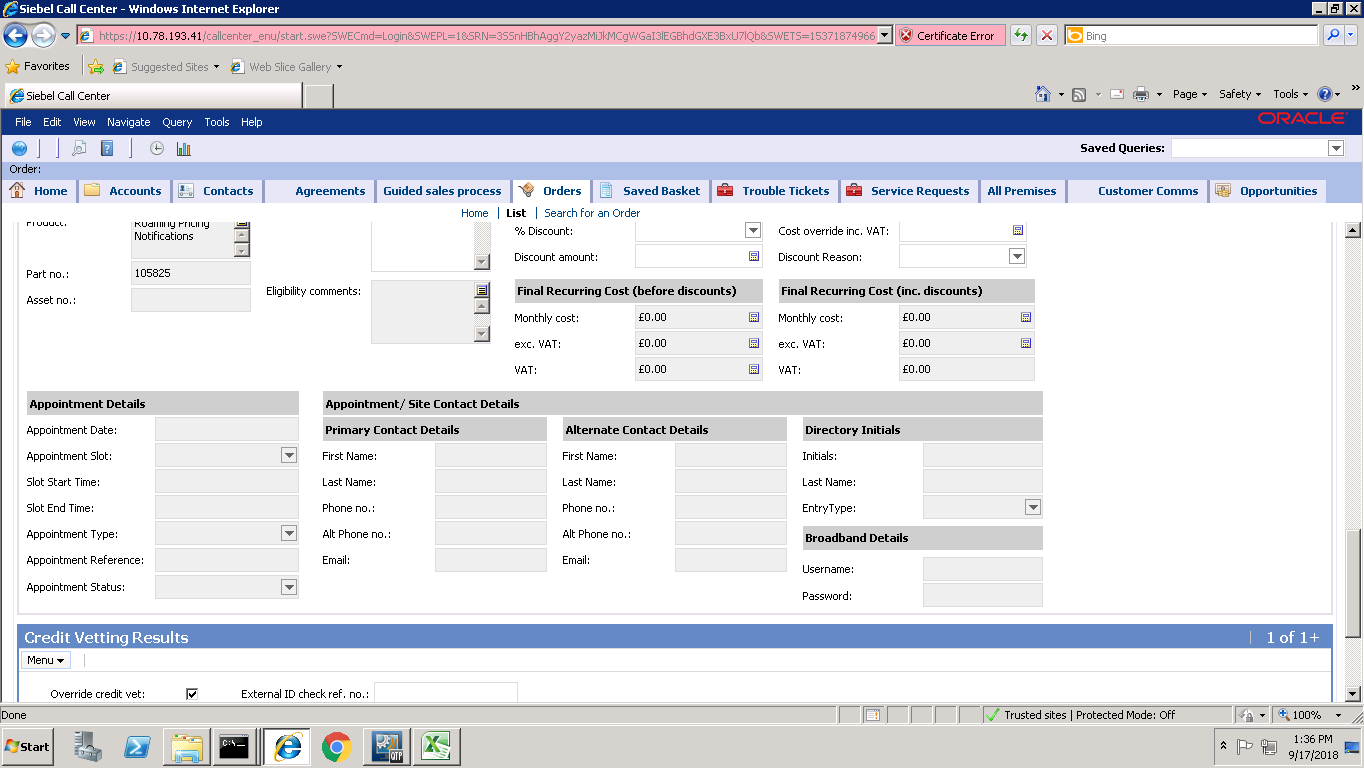 Siebel Call Center - Windows Internet Explorer
https://10.78.193.41/callcenter_enu/start.swe?SWECmd=Login&SWEPL=1&SRN=
Certificate Error
Bing
Favorites Suggested Sites Web Slice Gallery
Siebel Call Center
Page Safety Tools
File Edit View Navigate Query Tools Help
ORACLE
Saved Queries:
Order:
Home Accounts Contacts Agreements Guided sales process Orders Saved Basket Trouble Tickets Service Requests All Premises Customer Comms Opportunities
Home | List | Search for an Order
Product: Roaming Pricing % Discount: Cost override inc. VAT:
Notifications
Discount amount: Discount Reason:
Part no.: 105825
Asset no.: Eligibility comments: Final Recurring Cost (before discounts) Final Recurring Cost (inc. discounts)
Monthly cost: £0.00 Monthly cost: £0.00
exc. VAT: £0.00 exc. VAT: £0.00
VAT: £0.00 VAT: £0.00
Appointment Details Appointment/ Site Contact Details
Appointment Date: Primary Contact Details Alternate Contact Details Directory Initials
Appointment Slot: First Name: First Name: Initials:
Slot Start Time: Last Name: Last Name: Last Name:
Slot End Time: Phone no.: Phone no.: EntryType:
Appointment Type: Alt Phone no.: Alt Phone no.: Broadband Details
Appointment Reference: Email: Email: Username:
Appointment Status: Password:
Credit Vetting Results 1 of 1+
Menu
Override credit vet: External ID check ref. no.:
Done Trusted sites | Protected Mode: Off 100%
Start C:\ QTP 1:36 PM
9/17/2018